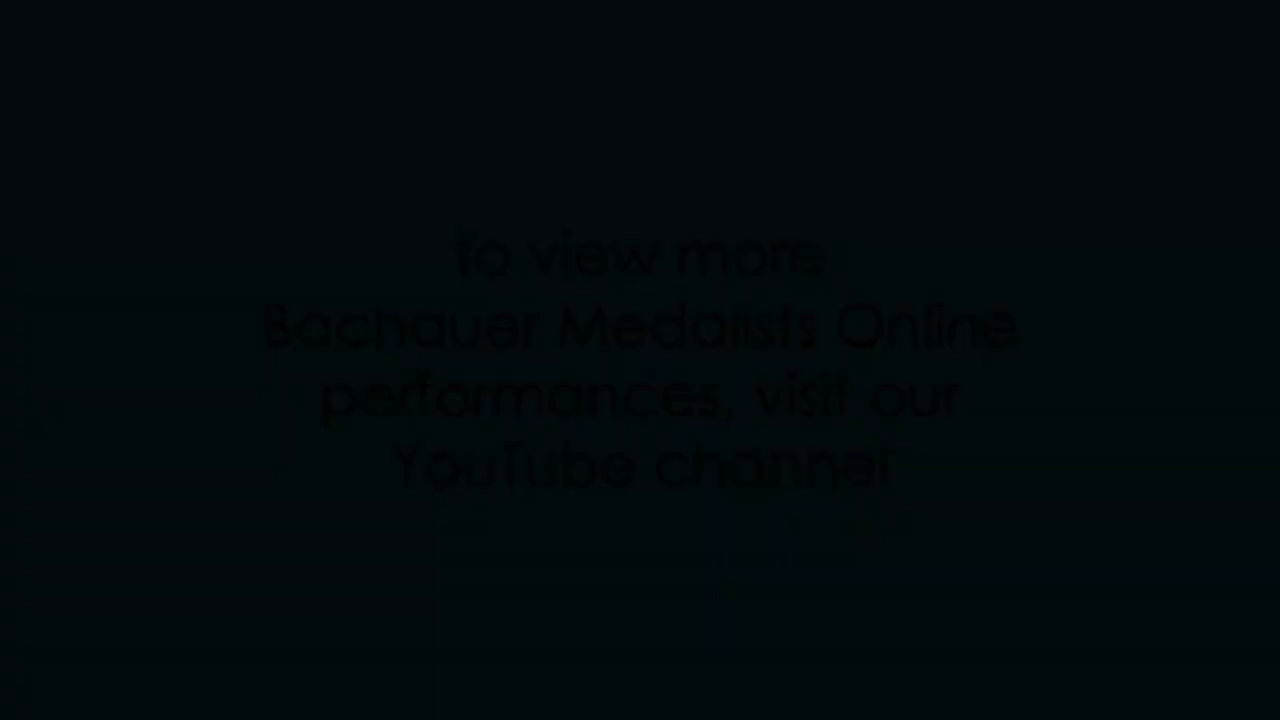 To view more
Bachauer Medalists Online
performances, visit our
YouTube channel